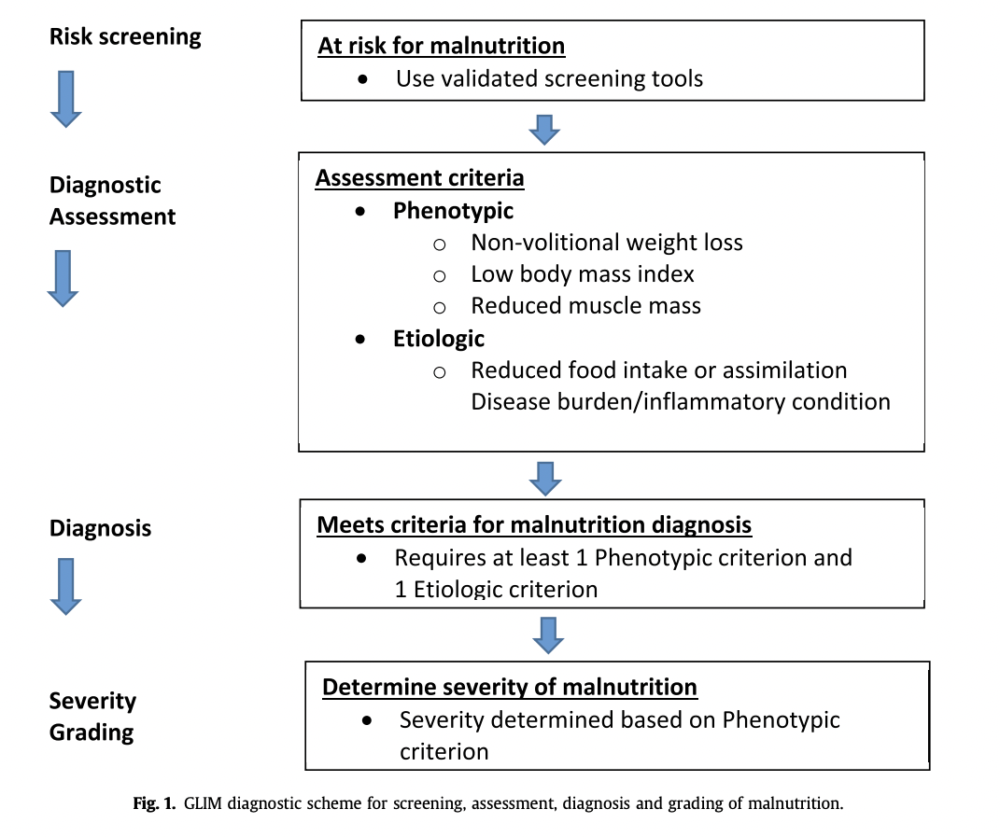 Risk screening
At risk for malnutrition
• Use validated screening tools
Diagnostic
Assessment
Assessment criteria
• Phenotypic
o Non-volitional weight loss
o Low body mass index
o Reduced muscle mass
• Etiologic
o Reduced food intake or assimilation
Disease burden/inflammatory condition
Diagnosis
Meets criteria for malnutrition diagnosis
• Requires at least 1 Phenotypic criterion and
1 Etiologic criterion
Severity
Grading
Determine severity of malnutrition
• Severity determined based on Phenotypic
criterion
Fig. 1. GLIM diagnostic scheme for screening, assessment, diagnosis and grading of malnutrition.